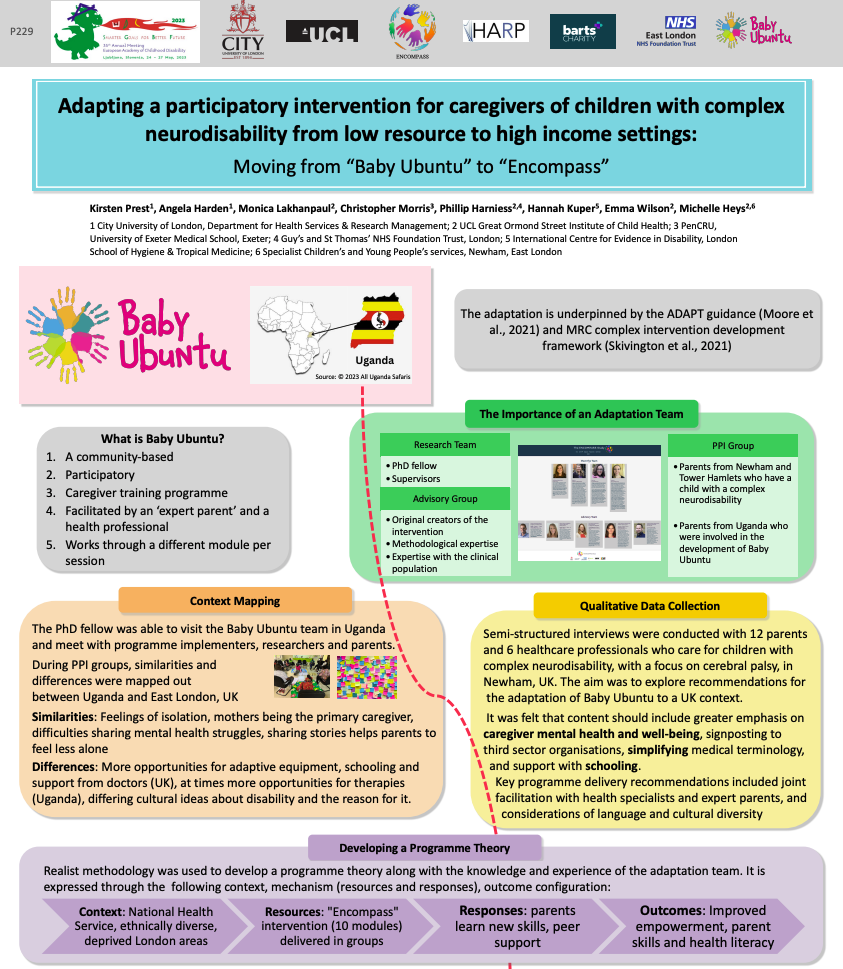 P229
2023
SMARTER GOALS FOR BETTER FUTURE
35th Annual Meeting
European Academy of Childhood Disability
Ljubljana, Slovenia, 24 – 27 May, 2023
CITY
UNIVERSITY OF LONDON
EST 1894
UCL
ENCOMPASS
HARP
barts
CHARITY
NHS
East London
NHS Foundation Trust
Baby
Ubuntu
Adapting a participatory intervention for caregivers of children with complex
neurodisability from low resource to high income settings:
Moving from “Baby Ubuntu” to “Encompass”
Kirsten Prest1, Angela Harden1, Monica Lakhanpaul2, Christopher Morris3, Phillip Harniess2,4, Hannah Kuper5, Emma Wilson2, Michelle Heys2,6
1 City University of London, Department for Health Services & Research Management; 2 UCL Great Ormond Street Institute of Child Health; 3 PenCRU,
University of Exeter Medical School, Exeter; 4 Guy’s and St Thomas’ NHS Foundation Trust, London; 5 International Centre for Evidence in Disability, London
School of Hygiene & Tropical Medicine; 6 Specialist Children’s and Young People’s services, Newham, East London
Baby
Ubuntu
Uganda
Source: © 2023 All Uganda Safaris
The adaptation is underpinned by the ADAPT guidance (Moore et
al., 2021) and MRC complex intervention development
framework (Skivington et al., 2021)
What is Baby Ubuntu?
1. A community-based
2. Participatory
3. Caregiver training programme
4. Facilitated by an ‘expert parent’ and a
health professional
5. Works through a different module per
session
The Importance of an Adaptation Team
Research Team
• PhD fellow
• Supervisors
Advisory Group
• Original creators of the
intervention
• Methodological expertise
• Expertise with the clinical
population
PPI Group
• Parents from Newham and
Tower Hamlets who have a
child with a complex
neurodisability
• Parents from Uganda who
were involved in the
development of Baby
Ubuntu
Context Mapping
The PhD fellow was able to visit the Baby Ubuntu team in Uganda
and meet with programme implementers, researchers and parents.
During PPI groups, similarities and
differences were mapped out
between Uganda and East London, UK
Similarities: Feelings of isolation, mothers being the primary caregiver,
difficulties sharing mental health struggles, sharing stories helps parents to
feel less alone
Differences: More opportunities for adaptive equipment, schooling and
support from doctors (UK), at times more opportunities for therapies
(Uganda), differing cultural ideas about disability and the reason for it.
Qualitative Data Collection
Semi-structured interviews were conducted with 12 parents
and 6 healthcare professionals who care for children with
complex neurodisability, with a focus on cerebral palsy, in
Newham, UK. The aim was to explore recommendations for
the adaptation of Baby Ubuntu to a UK context.
It was felt that content should include greater emphasis on
caregiver mental health and well-being, signposting to
third sector organisations, simplifying medical terminology,
and support with schooling.
Key programme delivery recommendations included joint
facilitation with health specialists and expert parents, and
considerations of language and cultural diversity
Developing a Programme Theory
Realist methodology was used to develop a programme theory along with the knowledge and experience of the adaptation team. It is
expressed through the following context, mechanism (resources and responses), outcome configuration:
Context: National Health
Service, ethnically diverse,
deprived London areas
Resources: "Encompass"
intervention (10 modules)
delivered in groups
Responses: parents
learn new skills, peer
support
Outcomes: Improved
empowerment, parent
skills and health literacy